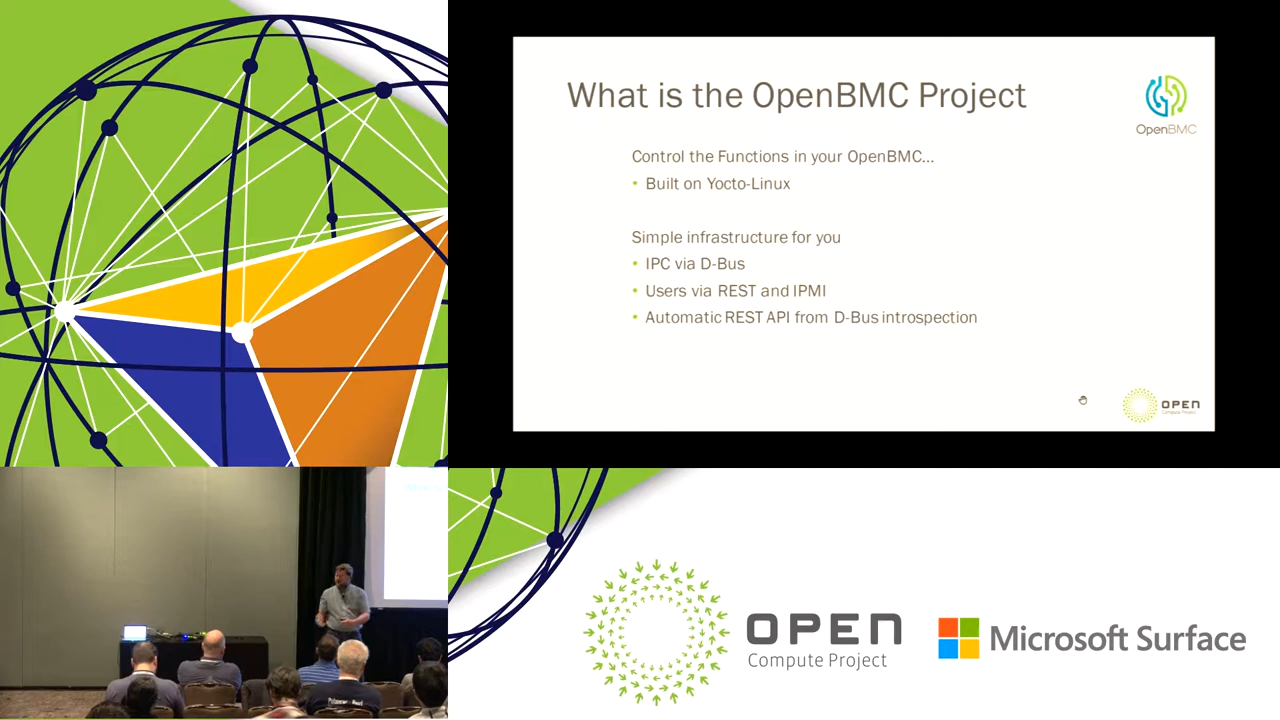 What is the OpenBMC Project
OpenBMC
Control the Functions in your OpenBMC...
• Built on Yocto-Linux
Simple infrastructure for you
• IPC via D-Bus
• Users via REST and IPMI
• Automatic REST API from D-Bus introspection
OPEN
Compute Project
OPEN
Compute Project
Microsoft Surface